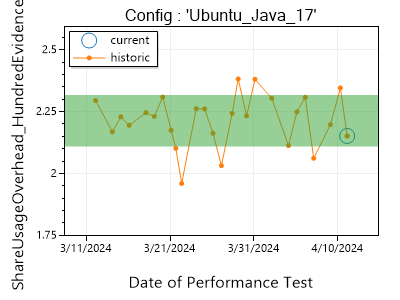 Config : 'Ubuntu_Java_17'
current
historic
ShareUsageOverhead_HundredEvidence
2.5
2.25
2
1.75
3/11/2024
3/21/2024
3/31/2024
4/10/2024
Date of Performance Test